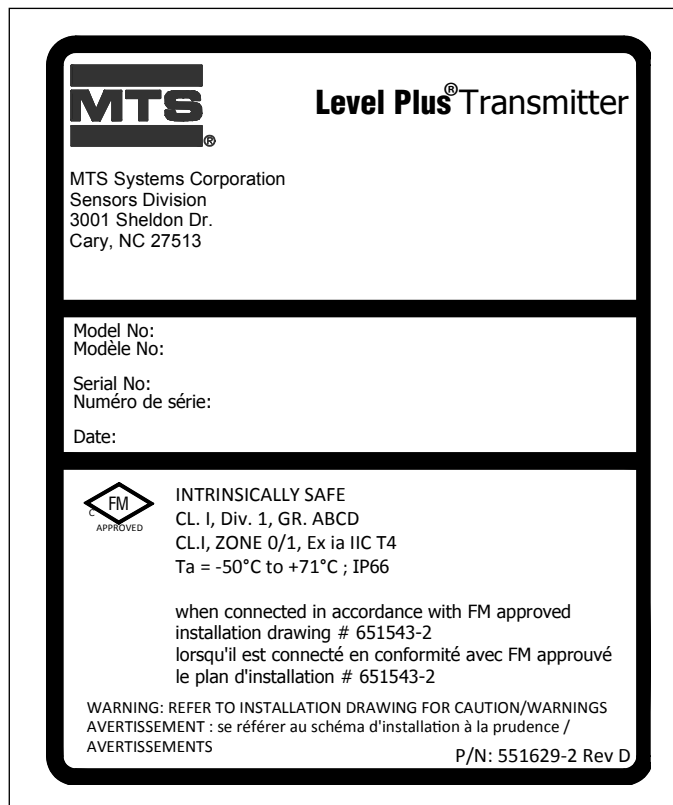 MTS®
Level Plus® Transmitter
MTS Systems Corporation
Sensors Division
3001 Sheldon Dr.
Cary, NC 27513
Model No:
Modèle No:
Serial No:
Numéro de série:
Date:
FM
C
APPROVED
INTRINSICALLY SAFE
CL. I, Div. 1, GR. ABCD
CL.I, ZONE 0/1, Ex ia IIC T4
Ta = -50°C to +71°C ; IP66
when connected in accordance with FM approved
installation drawing # 651543-2
lorsqu'il est connecté en conformité avec FM approuvé
le plan d'installation # 651543-2
WARNING: REFER TO INSTALLATION DRAWING FOR CAUTION/WARNINGS
AVERTISSEMENT : se référer au schéma d'installation à la prudence /
AVERTISSEMENTS
P/N: 551629-2 Rev D